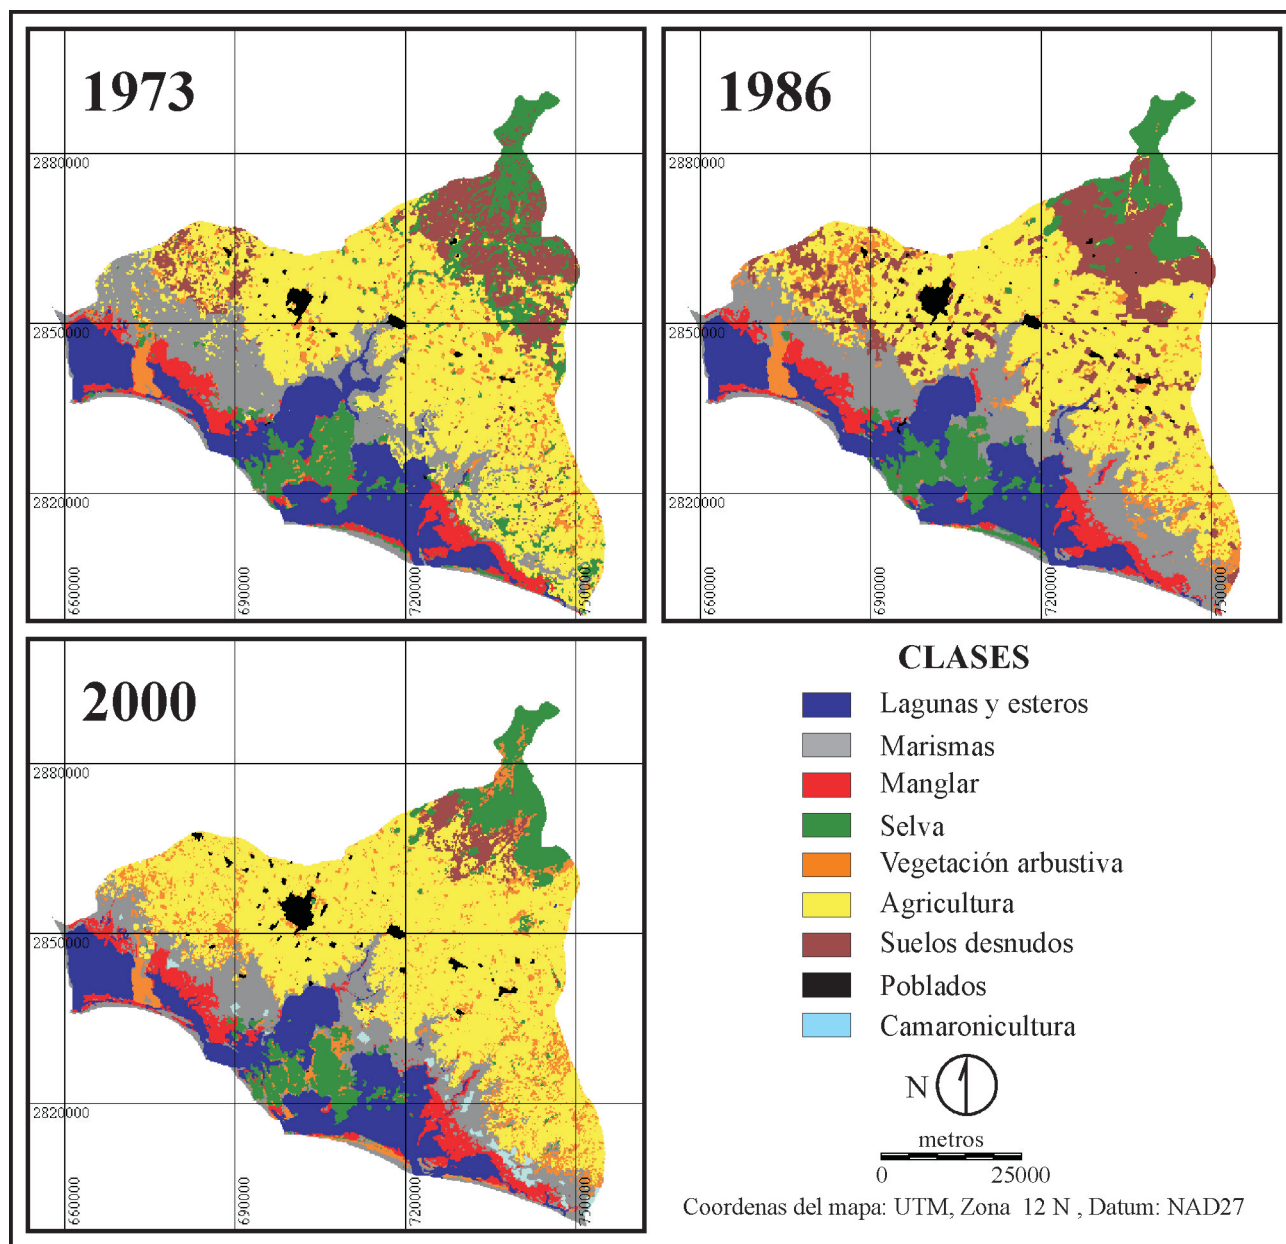 1973
2880000
2850000
2820000
660000
690000
720000
750000
1986
2880000
2850000
2820000
660000
690000
720000
750000
2000
2880000
2850000
2820000
660000
690000
720000
750000
CLASES
Lagunas y esteros
Marismas
Manglar
Selva
Vegetación arbustiva
Agricultura
Suelos desnudos
Poblados
Camaronicultura
N
metros
0 25000
Coordenas del mapa: UTM, Zona 12 N , Datum: NAD27